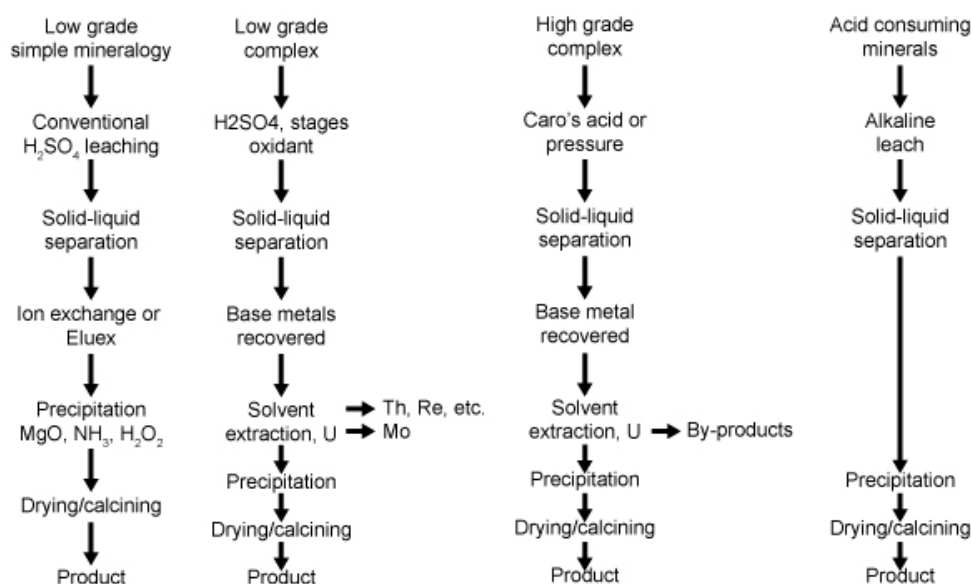 Low grade
simple mineralogy
Conventional
H₂SO₄ leaching
Solid-liquid
separation
Ion exchange or
Eluex
Precipitation
MgO, NH₃, H₂O₂
Drying/calcining
Product
Low grade
complex
H2SO4, stages
oxidant
Solid-liquid
separation
Base metals
recovered
Solvent
extraction, U
Th, Re, etc.
Mo
Precipitation
Drying/calcining
Product
High grade
complex
Caro's acid or
pressure
Solid-liquid
separation
Base metal
recovered
Solvent
extraction, U
By-products
Precipitation
Drying/calcining
Product
Acid consuming
minerals
Alkaline
leach
Solid-liquid
separation
Precipitation
Drying/calcining
Product